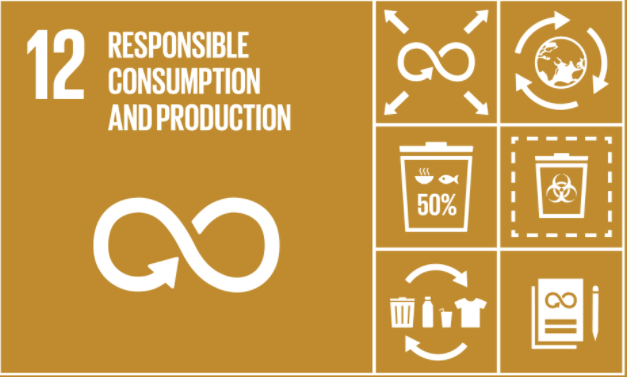 12
RESPONSIBLE
CONSUMPTION
AND PRODUCTION
50%